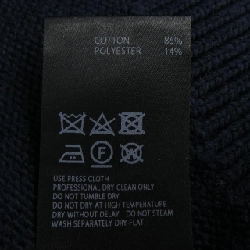 COTTON 86%
POLYESTER 14%
F
USE PRESS CLOTH
PROFESSIONAL DRY CLEAN ONLY
DO NOT TUMBLE DRY
DO NOT DRY AT HIGH TEMPERATURE
DRY WITHOUT DELAY DO NOT STEAM
WASH SEPARATELY DRY FLAT